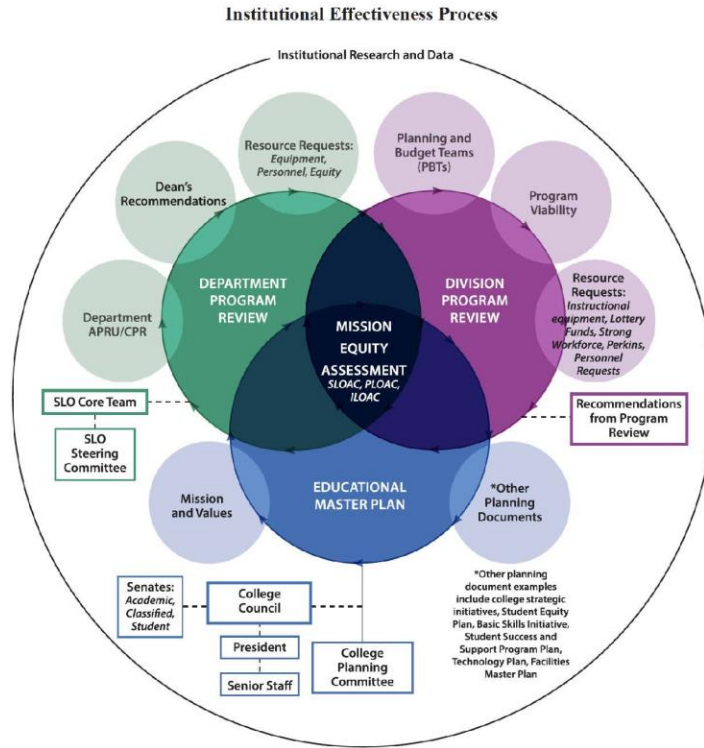 Institutional Effectiveness Process
Institutional Research and Data
Resource Requests:
Equipment,
Personnel, Equity
Planning and
Budget Teams
(PBTs)
Dean's
Recommendations
Program
Viability
DEPARTMENT
PROGRAM
REVIEW
DIVISION
PROGRAM
REVIEW
Department
APRU/CPR
Resource
Requests:
Instructional
equipment, Lottery
Funds, Strong
Workforce, Perkins,
Personnel
Requests
MISSION
EQUITY
ASSESSMENT
SLOAC, PLOAC,
ILOAC
SLO Core Team
SLO
Steering
Committee
Recommendations
from Program
Review
Mission
and Values
EDUCATIONAL
MASTER PLAN
*Other
Planning
Documents
Senates:
Academic,
Classified,
Student
College
Council
President
Senior Staff
College
Planning
Committee
*Other planning
document examples
include college strategic
initiatives, Student Equity
Plan, Basic Skills Initiative,
Student Success and
Support Program Plan,
Technology Plan, Facilities
Master Plan